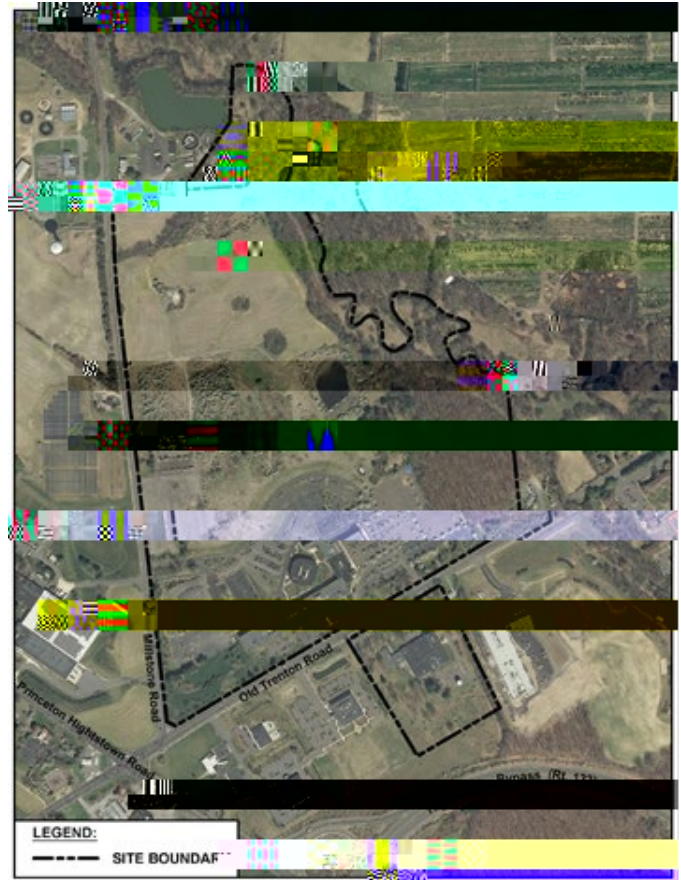 Millstone Road
Old Trenton Road
Princeton Hightstown Road
Bypass (Rt. 133)
LEGEND:
SITE BOUNDAR